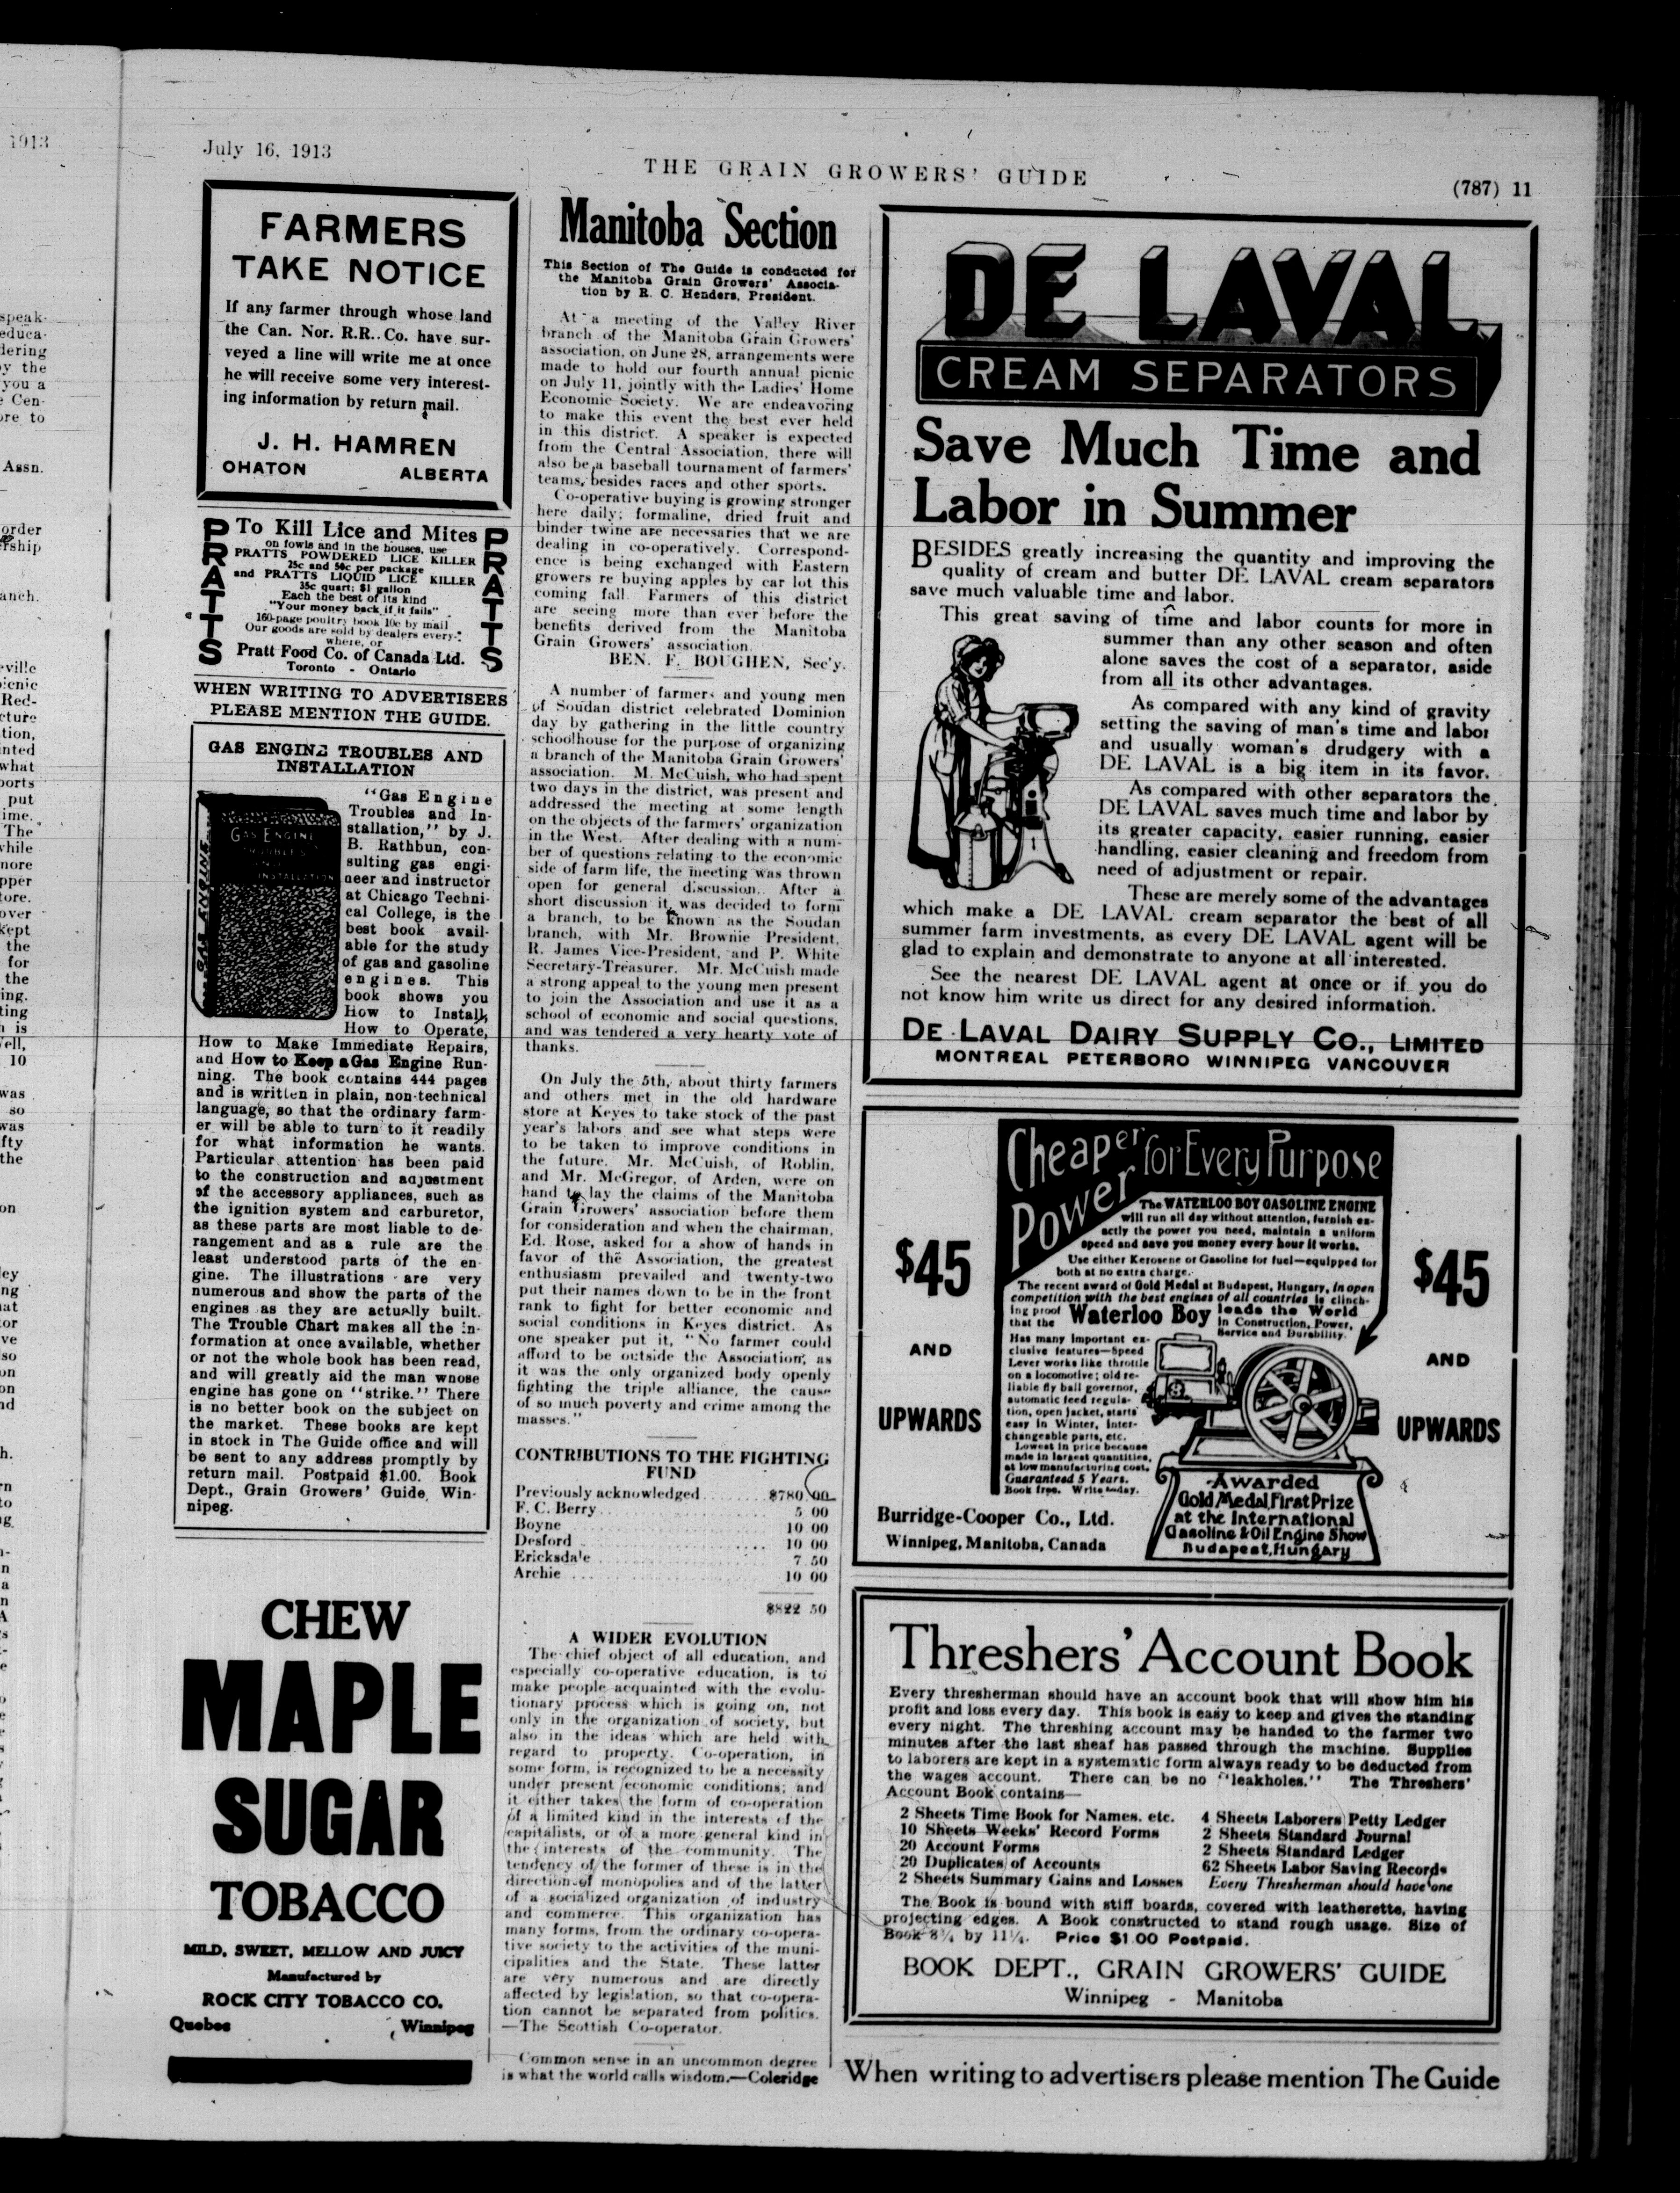 July 16, 1913
THE GRAIN GROWERS' GUIDE
(787) 11
FARMERS
TAKE NOTICE
If any farmer through whose land
the Can. Nor. R.R. Co. have sur-
veyed a line will write me at once
he will receive some very interest-
ing information by return mail.
J. H. HAMREN
OHATON ALBERTA
PRATTS
To Kill Lice and Mites
on fowls and in the houses, use
PRATTS POWDERED LICE KILLER
25c and 50c per package
and PRATTS LIQUID LICE KILLER
35c quart; $1 gallon
Each the best of its kind
"Your money back if it fails"
160-page poultry book 10c by mail
Our goods are sold by dealers every-
where, or
Pratt Food Co. of Canada Ltd.
Toronto - Ontario
PRATTS
WHEN WRITING TO ADVERTISERS
PLEASE MENTION THE GUIDE.
GAS ENGINE TROUBLES AND
INSTALLATION
GAS ENGINE
TROUBLES
AND
INSTALLATION
GAS ENGINE
"Gas Engine
Troubles and In-
stallation," by J.
B. Rathbun, con-
sulting gas engi-
neer and instructor
at Chicago Techni-
cal College, is the
best book avail-
able for the study
of gas and gasoline
engines. This
book shows you
How to Install,
How to Operate,
How to Make Immediate Repairs,
and How to Keep a Gas Engine Run-
ning. The book contains 444 pages
and is written in plain, non-technical
language, so that the ordinary farm-
er will be able to turn to it readily
for what information he wants.
Particular attention has been paid
to the construction and adjustment
of the accessory appliances, such as
the ignition system and carburetor,
as these parts are most liable to de-
rangement and as a rule are the
least understood parts of the en-
gine. The illustrations are very
numerous and show the parts of the
engines as they are actually built.
The Trouble Chart makes all the in-
formation at once available, whether
or not the whole book has been read,
and will greatly aid the man whose
engine has gone on "strike." There
is no better book on the subject on
the market. These books are kept
in stock in The Guide office and will
be sent to any address promptly by
return mail. Postpaid $1.00. Book
Dept., Grain Growers' Guide, Win-
nipeg.
CHEW
MAPLE
SUGAR
TOBACCO
MILD, SWEET, MELLOW AND JUICY
Manufactured by
ROCK CITY TOBACCO CO.
Quebec Winnipeg
Manitoba Section
This Section of The Guide is conducted for
the Manitoba Grain Growers' Associa-
tion by R. C. Henders, President.
At a meeting of the Valley River
branch of the Manitoba Grain Growers'
association, on June 28, arrangements were
made to hold our fourth annual picnic
on July 11, jointly with the Ladies' Home
Economic Society. We are endeavoring
to make this event the best ever held
in this district. A speaker is expected
from the Central Association, there will
also be a baseball tournament of farmers'
teams, besides races and other sports.
Co-operative buying is growing stronger
here daily; formaline, dried fruit and
binder twine are necessaries that we are
dealing in co-operatively. Correspond-
ence is being exchanged with Eastern
growers re buying apples by car lot this
coming fall. Farmers of this district
are seeing more than ever before the
benefits derived from the Manitoba
Grain Growers' association.
BEN. F. BOUGHEN, Sec'y.
A number of farmers and young men
of Soudan district celebrated Dominion
day by gathering in the little country
schoolhouse for the purpose of organizing
a branch of the Manitoba Grain Growers'
association. M. McCuish, who had spent
two days in the district, was present and
addressed the meeting at some length
on the objects of the farmers' organization
in the West. After dealing with a num-
ber of questions relating to the economic
side of farm life, the meeting was thrown
open for general discussion. After a
short discussion it was decided to form
a branch, to be known as the Soudan
branch, with Mr. Brownie President,
R. James Vice-President, and P. White
Secretary-Treasurer. Mr. McCuish made
a strong appeal to the young men present
to join the Association and use it as a
school of economic and social questions,
and was tendered a very hearty vote of
thanks.
On July the 5th, about thirty farmers
and others met in the old hardware
store at Keyes to take stock of the past
year's labors and see what steps were
to be taken to improve conditions in
the future. Mr. McCuish, of Roblin,
and Mr. McGregor, of Arden, were on
hand to lay the claims of the Manitoba
Grain Growers' association before them
for consideration and when the chairman,
Ed. Rose, asked for a show of hands in
favor of the Association, the greatest
enthusiasm prevailed and twenty-two
put their names down to be in the front
rank to fight for better economic and
social conditions in Keyes district. As
one speaker put it, "No farmer could
afford to be outside the Association, as
it was the only organized body openly
fighting the triple alliance, the cause
of so much poverty and crime among the
masses."
CONTRIBUTIONS TO THE FIGHTING
FUND
Previously acknowledged $780.00
F. C. Berry 5 00
Boyne 10 00
Desford 10 00
Ericksdale 7 50
Archie 10 00
$822 50
A WIDER EVOLUTION
The chief object of all education, and
especially co-operative education, is to
make people acquainted with the evolu-
tionary process which is going on, not
only in the organization of society, but
also in the ideas which are held with
regard to property. Co-operation, in
some form, is recognized to be a necessity
under present economic conditions; and
it either takes the form of co-operation
of a limited kind in the interests of the
capitalists, or of a more general kind in
the interests of the community. The
tendency of the former of these is in the
direction of monopolies and of the latter
of a socialized organization of industry
and commerce. This organization has
many forms, from the ordinary co-opera-
tive society to the activities of the muni-
cipalities and the State. These latter
are very numerous and are directly
affected by legislation, so that co-opera-
tion cannot be separated from politics.
—The Scottish Co-operator.
Common sense in an uncommon degree
is what the world calls wisdom.—Coleridge
DE LAVAL
CREAM SEPARATORS
Save Much Time and
Labor in Summer
BESIDES greatly increasing the quantity and improving the
quality of cream and butter DE LAVAL cream separators
save much valuable time and labor.
This great saving of time and labor counts for more in
summer than any other season and often
alone saves the cost of a separator, aside
from all its other advantages.
As compared with any kind of gravity
setting the saving of man's time and labor
and usually woman's drudgery with a
DE LAVAL is a big item in its favor.
As compared with other separators the
DE LAVAL saves much time and labor by
its greater capacity, easier running, easier
handling, easier cleaning and freedom from
need of adjustment or repair.
These are merely some of the advantages
which make a DE LAVAL cream separator the best of all
summer farm investments, as every DE LAVAL agent will be
glad to explain and demonstrate to anyone at all interested.
See the nearest DE LAVAL agent at once or if you do
not know him write us direct for any desired information.
DE LAVAL DAIRY SUPPLY CO., LIMITED
MONTREAL PETERBORO WINNIPEG VANCOUVER
Cheaper Power for Every Purpose
$45
AND
UPWARDS
The WATERLOO BOY GASOLINE ENGINE
will run all day without attention, furnish ex-
actly the power you need, maintain a uniform
speed and save you money every hour it works.
Use either Kerosene or Gasoline for fuel—equipped for
both at no extra charge.
The recent award of Gold Medal at Budapest, Hungary, in open
competition with the best engines of all countries is clinch-
ing proof that the Waterloo Boy leads the World
in Construction, Power,
Service and Durability.
Has many important ex-
clusive features—Speed
Lever works like throttle
on a locomotive; old re-
liable fly ball governor,
automatic feed regula-
tion, open jacket, starts
easy in Winter, inter-
changeable parts, etc.
Lowest in price because
made in largest quantities,
at low manufacturing cost.
Guaranteed 5 Years.
Book free. Write today.
$45
AND
UPWARDS
Awarded
Gold Medal, First Prize
at the International
Gasoline & Oil Engine Show
Budapest, Hungary
Burridge-Cooper Co., Ltd.
Winnipeg, Manitoba, Canada
Threshers' Account Book
Every thresherman should have an account book that will show him his
profit and loss every day. This book is easy to keep and gives the standing
every night. The threshing account may be handed to the farmer two
minutes after the last sheaf has passed through the machine. Supplies
to laborers are kept in a systematic form always ready to be deducted from
the wages account. There can be no "leakholes." The Threshers'
Account Book contains—
2 Sheets Time Book for Names, etc.
10 Sheets Weeks' Record Forms
20 Account Forms
20 Duplicates of Accounts
2 Sheets Summary Gains and Losses
4 Sheets Laborers Petty Ledger
2 Sheets Standard Journal
2 Sheets Standard Ledger
62 Sheets Labor Saving Records
Every Thresherman should have one
The Book is bound with stiff boards, covered with leatherette, having
projecting edges. A Book constructed to stand rough usage. Size of
Book 8¾ by 11¼. Price $1.00 Postpaid.
BOOK DEPT., GRAIN GROWERS' GUIDE
Winnipeg - Manitoba
When writing to advertisers please mention The Guide